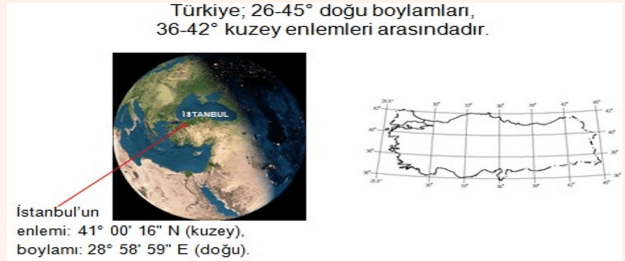 Türkiye; 26-45° doğu boylamları,
36-42° kuzey enlemleri arasındadır.
İSTANBUL
İstanbul'un
enlemi: 41° 00' 16" N (kuzey),
boylamı: 28° 58' 59" E (doğu).